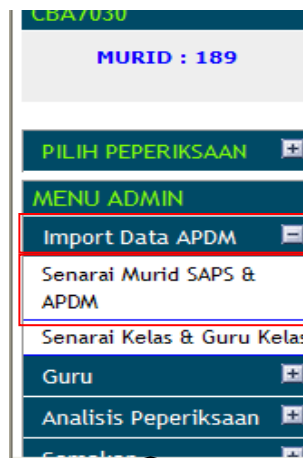 CBA7030
MURID : 189
PILIH PEPERIKSAAN
MENU ADMIN
Import Data APDM
Senarai Murid SAPS &
APDM
Senarai Kelas & Guru Kelas
Guru
Analisis Peperiksaan